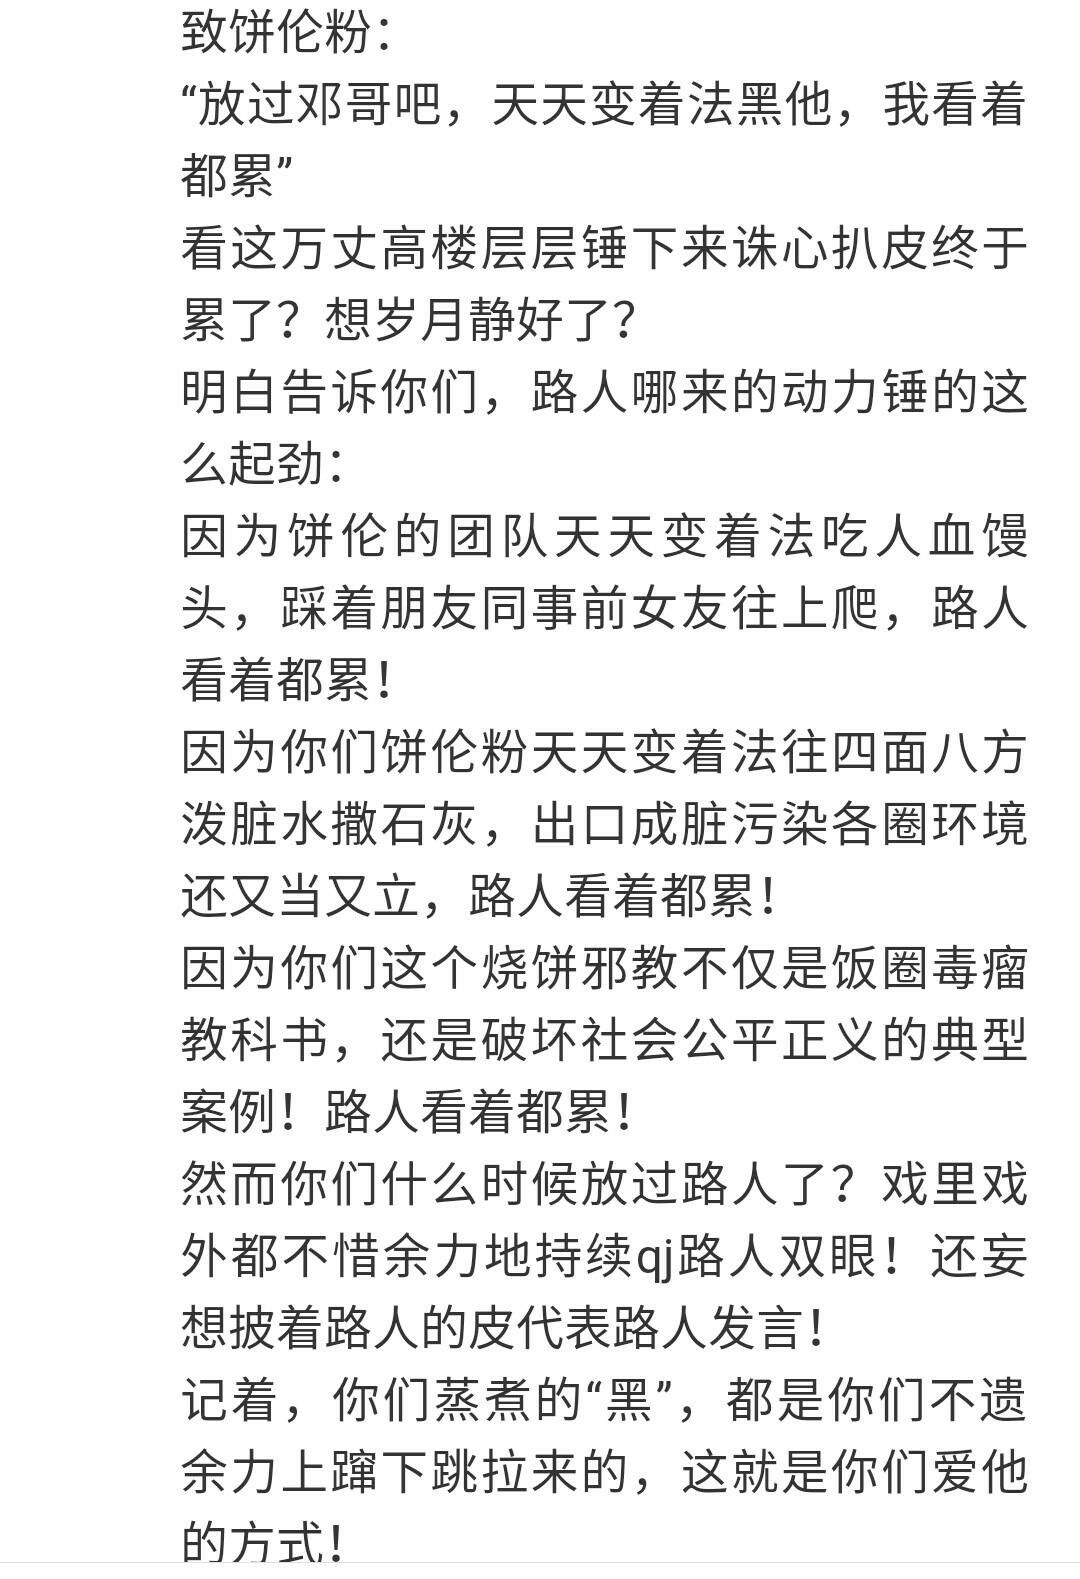 致饼伦粉：
“放过邓哥吧，天天变着法黑他，我看着
都累”
看这万丈高楼层层锤下来诛心扒皮终于
累了？想岁月静好了？
明白告诉你们，路人哪来的动力锤的这
么起劲：
因为饼伦的团队天天变着法吃人血馒
头，踩着朋友同事前女友往上爬，路人
看着都累！
因为你们饼伦粉天天变着法往四面八方
泼脏水撒石灰，出口成脏污染各圈环境
还又当又立，路人看着都累！
因为你们这个烧饼邪教不仅是饭圈毒瘤
教科书，还是破坏社会公平正义的典型
案例！路人看着都累！
然而你们什么时候放过路人了？戏里戏
外都不惜余力地持续qj路人双眼！还妄
想披着路人的皮代表路人发言！
记着，你们蒸煮的“黑”，都是你们不遗
余力上蹿下跳拉来的，这就是你们爱他
的方式！